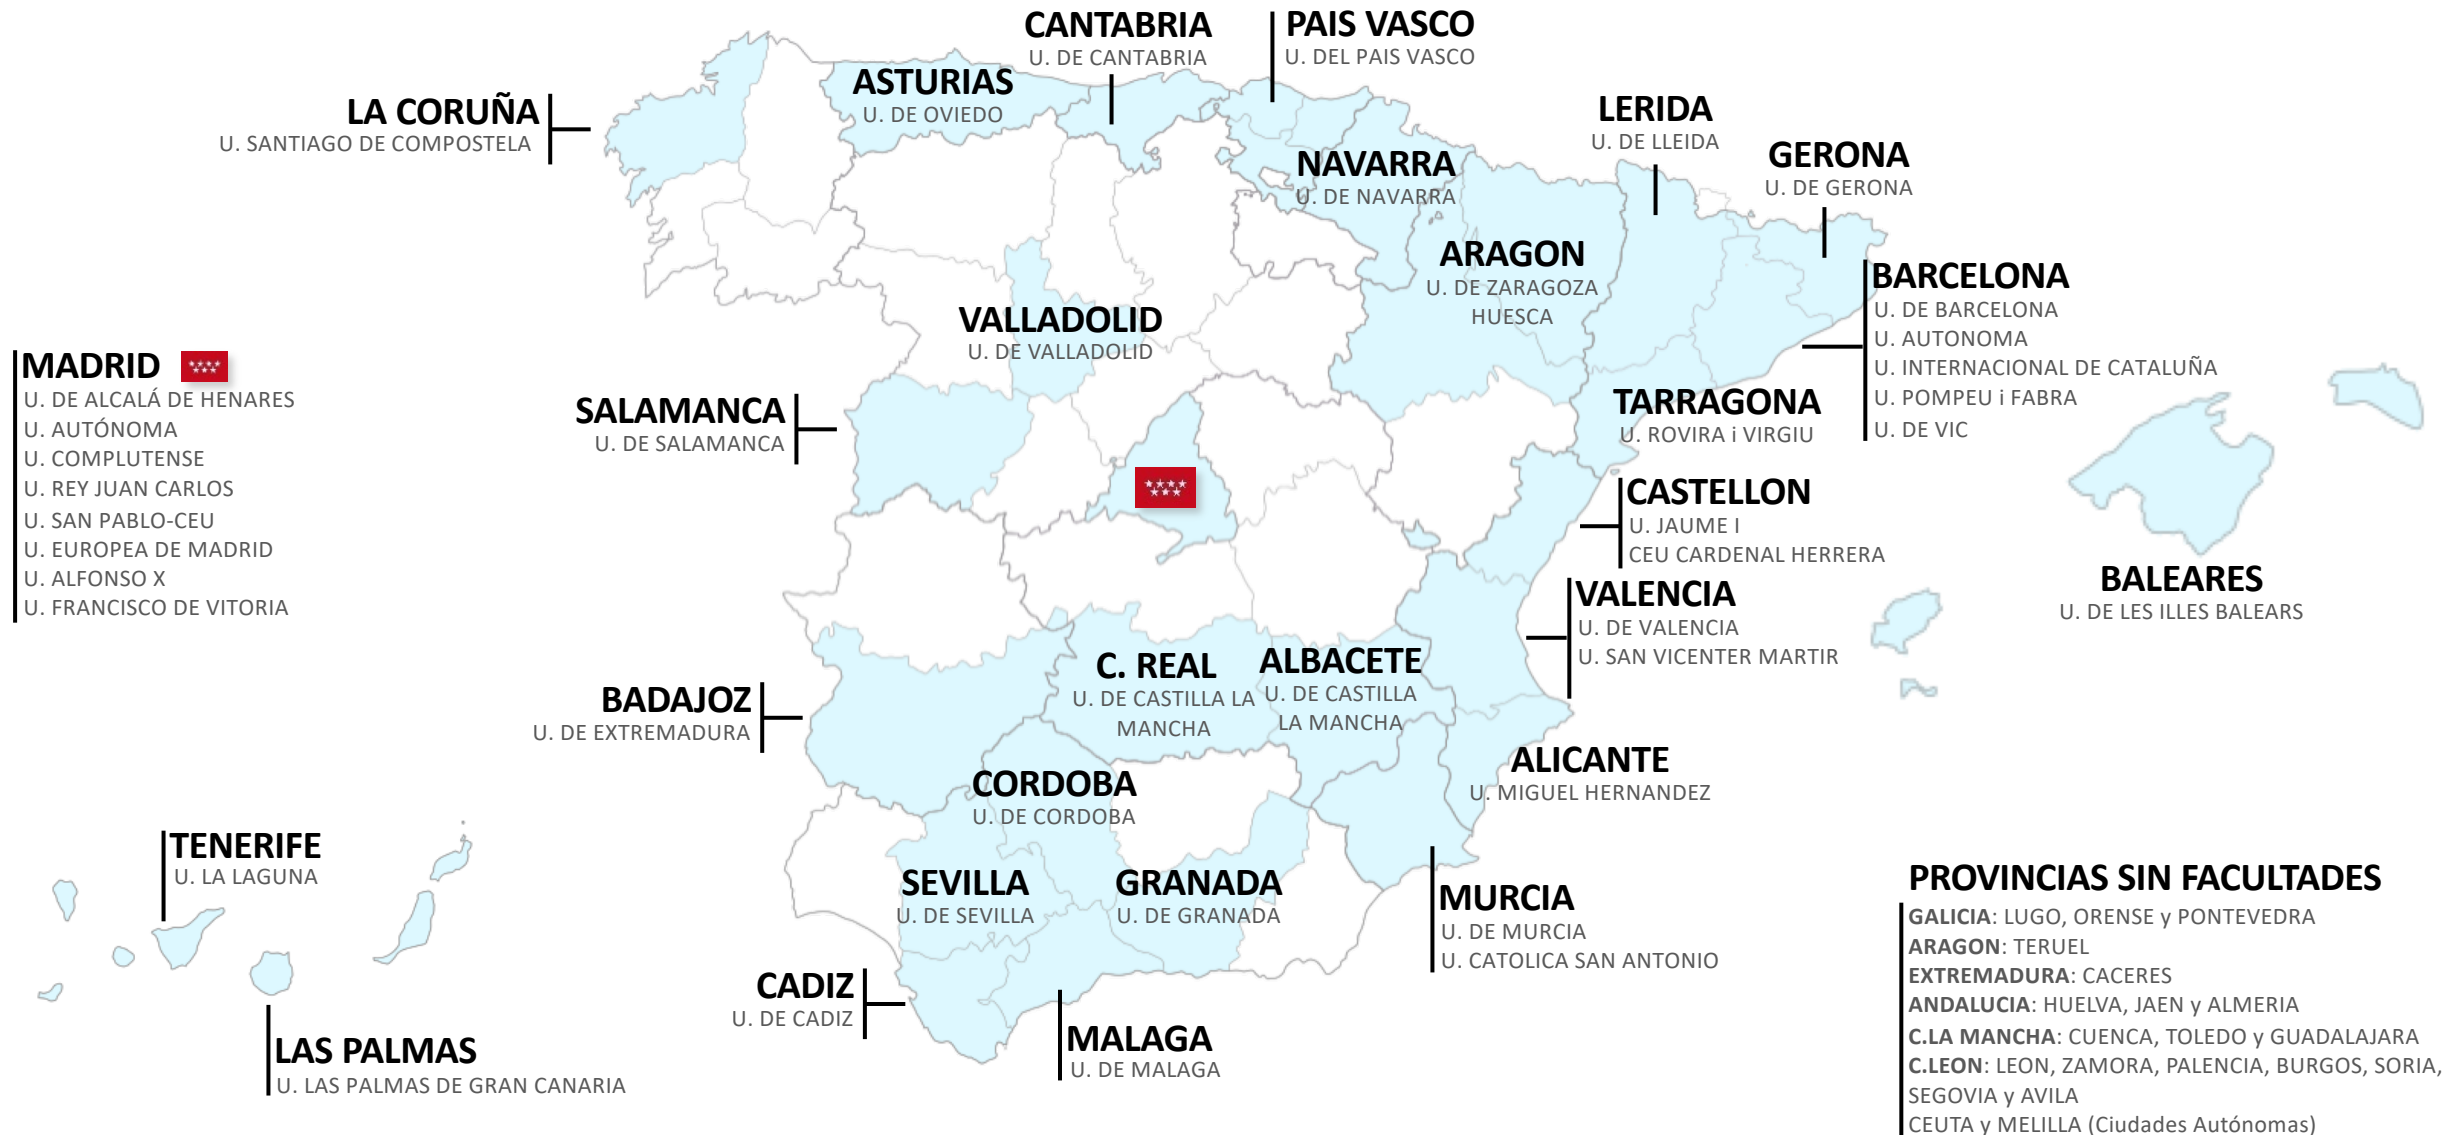 CANTABRIA
U. DE CANTABRIA
PAIS VASCO
U. DEL PAIS VASCO
ASTURIAS
U. DE OVIEDO
LA CORUÑA
U. SANTIAGO DE COMPOSTELA
LERIDA
U. DE LLEIDA
GERONA
U. DE GERONA
NAVARRA
U. DE NAVARRA
ARAGON
U. DE ZARAGOZA
HUESCA
BARCELONA
U. DE BARCELONA
U. AUTONOMA
U. INTERNACIONAL DE CATALUÑA
U. POMPEU i FABRA
U. DE VIC
VALLADOLID
U. DE VALLADOLID
MADRID
U. DE ALCALÁ DE HENARES
U. AUTÓNOMA
U. COMPLUTENSE
U. REY JUAN CARLOS
U. SAN PABLO-CEU
U. EUROPEA DE MADRID
U. ALFONSO X
U. FRANCISCO DE VITORIA
SALAMANCA
U. DE SALAMANCA
TARRAGONA
U. ROVIRA i VIRGIU
CASTELLON
U. JAUME I
CEU CARDENAL HERRERA
BALEARES
U. DE LES ILLES BALEARS
VALENCIA
U. DE VALENCIA
U. SAN VICENTER MARTIR
C. REAL
U. DE CASTILLA LA
MANCHA
ALBACETE
U. DE CASTILLA
LA MANCHA
BADAJOZ
U. DE EXTREMADURA
ALICANTE
U. MIGUEL HERNANDEZ
CORDOBA
U. DE CORDOBA
TENERIFE
U. LA LAGUNA
SEVILLA
U. DE SEVILLA
GRANADA
U. DE GRANADA
MURCIA
U. DE MURCIA
U. CATOLICA SAN ANTONIO
CADIZ
U. DE CADIZ
MALAGA
U. DE MALAGA
LAS PALMAS
U. LAS PALMAS DE GRAN CANARIA
PROVINCIAS SIN FACULTADES
GALICIA: LUGO, ORENSE y PONTEVEDRA
ARAGON: TERUEL
EXTREMADURA: CACERES
ANDALUCIA: HUELVA, JAEN y ALMERIA
C.LA MANCHA: CUENCA, TOLEDO y GUADALAJARA
C.LEON: LEON, ZAMORA, PALENCIA, BURGOS, SORIA,
SEGOVIA y AVILA
CEUTA y MELILLA (Ciudades Autónomas)